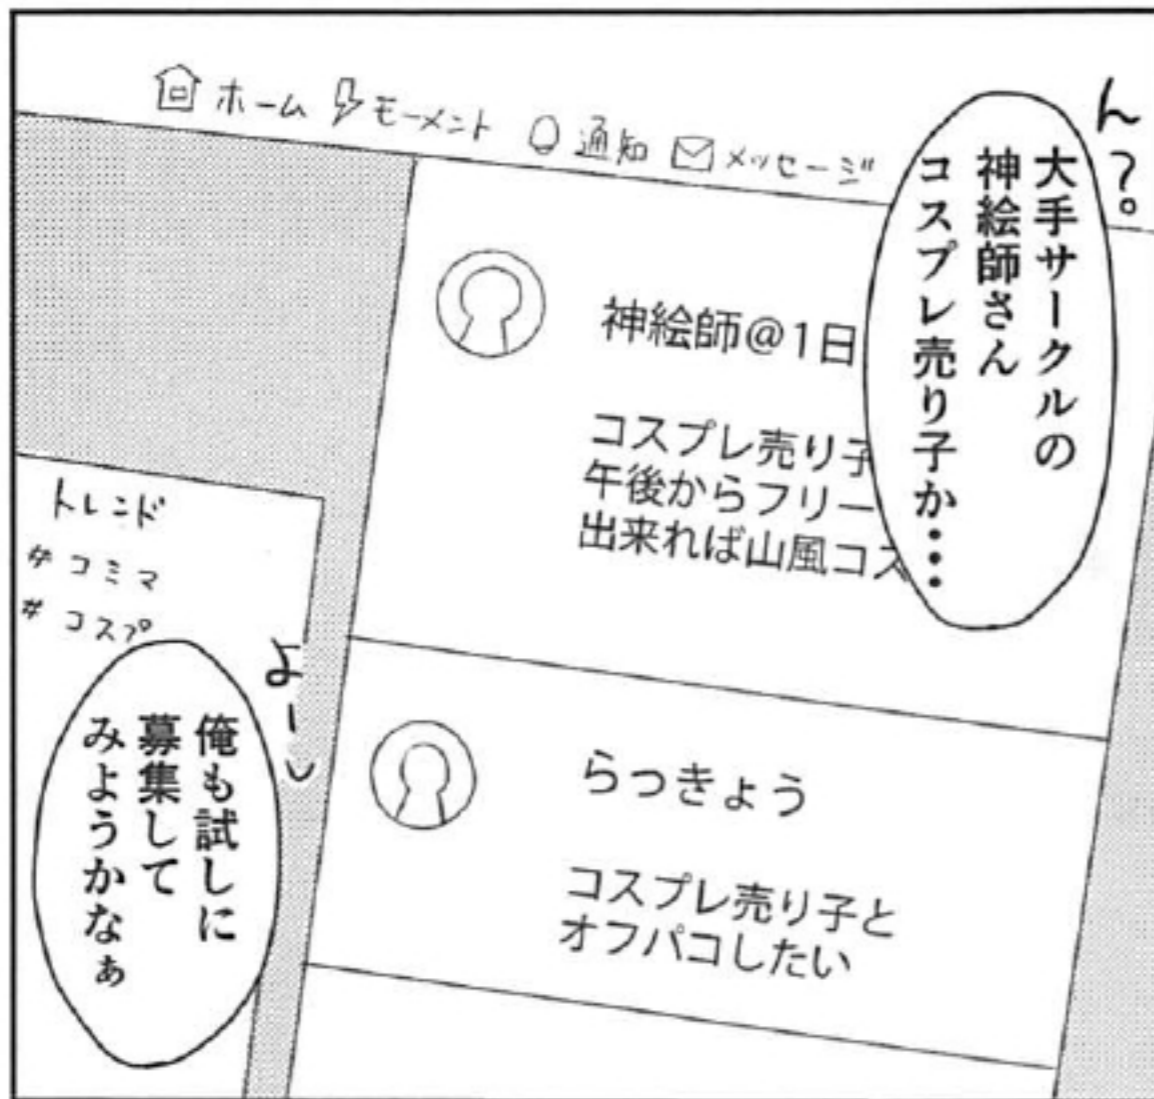 ホーム モーメント 通知 メッセージ
ん?。
大手サークルの
神絵師さん
コスプレ売り子か・・・・
神絵師@1日
コスプレ売り子
午後からフリー
出来れば山風コス
トレンド
#コミマ
#コスプ
よーし
俺も試しに
募集して
みようかなぁ
らっきょう
コスプレ売り子と
オフパコしたい